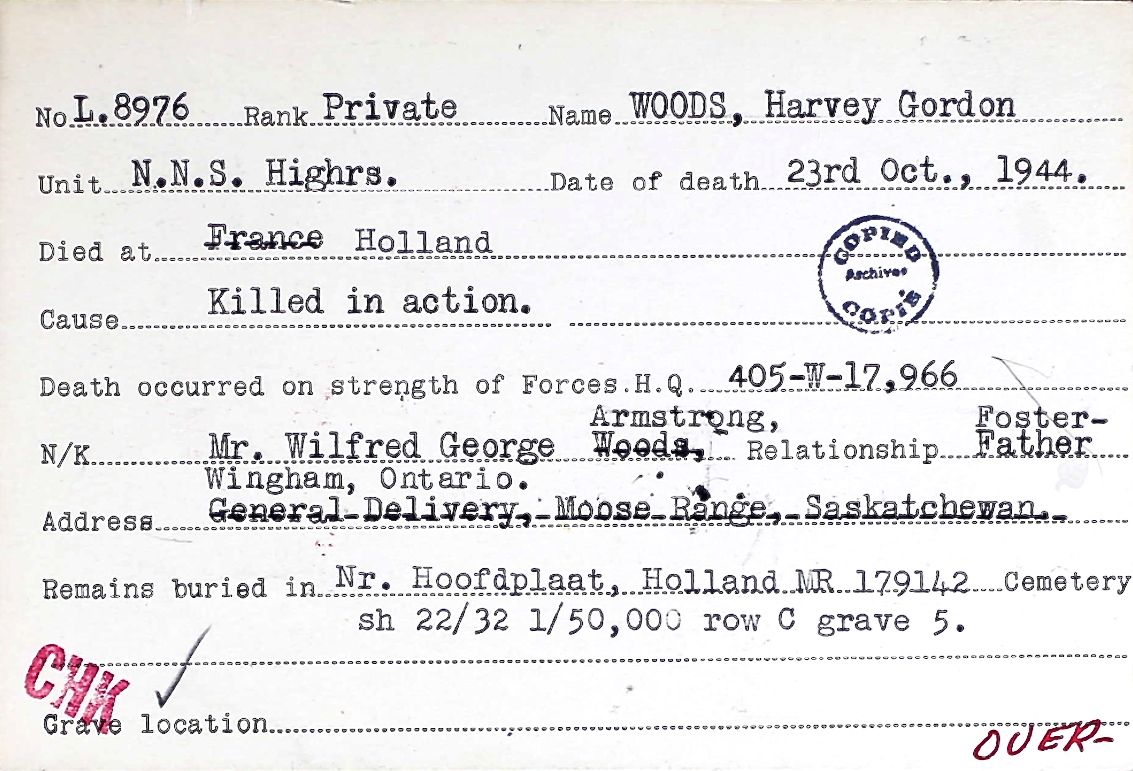 No. L.8976 Rank Private Name WOODS, Harvey Gordon
Unit N.N.S. Highrs. Date of death 23rd Oct., 1944.
Died at France Holland
COPIED
Archives
COPIÉ
Cause Killed in action.
Death occurred on strength of Forces. H.Q. 405-W-17,966
Armstrong, Foster-
N/K Mr. Wilfred George Woods, Relationship Father
Wingham, Ontario.
Address General Delivery, Moose Range, Saskatchewan.
Remains buried in Nr. Hoofdplaat, Holland MR 179142 Cemetery
sh 22/32 1/50,000 row C grave 5.
CHK
Grave location
OVER-